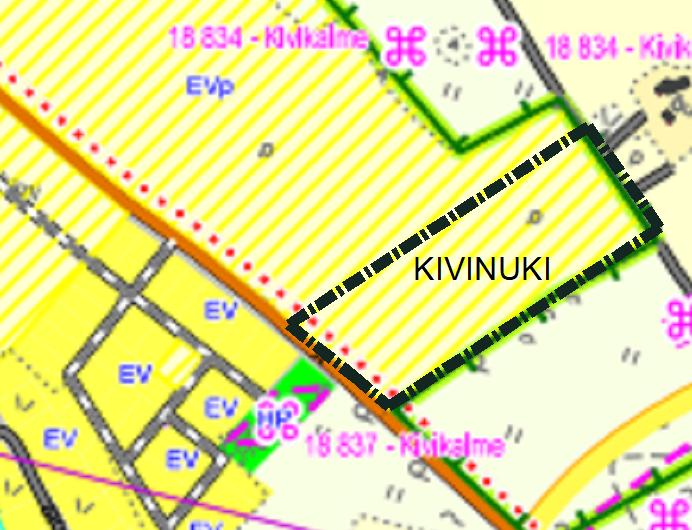 18 834 - Kivikalme
18 834 - Kivik
EVp
KIVINUKI
EV
EV
EV
HP
18 837 - Kivikalme
EV
EV
EV